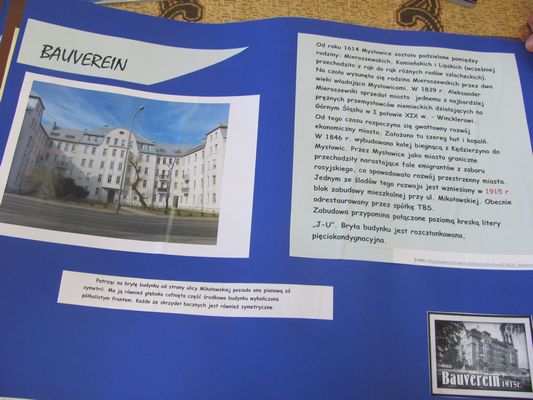 BAUVEREIN
Od roku 1614 Mysłowice zostało podzielone pomiędzy
rodziny: Mieroszewskich, Kamieńskich i Lipskich (wcześniej
przechodziło z rąk do rąk różnych rodów szlacheckich).
Na czoło wysunęła się rodzina Mieroszewskich przez dwa
wieki władająca Mysłowicami. W 1839 r. Aleksander
Mieroszewski sprzedał miasto jednemu z najbardziej
prężnych przemysłowców niemieckich działających na
Górnym Śląsku w I połowie XIX w. - Wincklerowi.
Od tego czasu rozpoczyna się gwałtowny rozwój
ekonomiczny miasta. Założono tu szereg hut i kopalń.
W 1846 r. wybudowano kolej biegnącą z Kędzierzyna do
Mysłowic. Przez Mysłowice jako miasto graniczne
przechodziły narastające fale emigrantów z zaboru
rosyjskiego, co spowodowało rozwój przestrzenny miasta.
Jednym ze śladów tego rozwoju jest wzniesiony w 1915 r
blok zabudowy mieszkalnej przy ul. Mikołowskiej. Obecnie
odrestaurowany przez spółkę TBS.
Zabudowa przypomina połączone poziomą kreską litery
„J-U”. Bryła budynku jest rozczłonkowana,
pięciokondygnacyjna.
Patrząc na bryłę budynku od strony ulicy Mikołowskiej posiada ona pionową oś
symetrii. Ma ją również głęboko cofnięta część środkowa budynku wykończona
półkolistym frontem. Każde ze skrzydeł bocznych jest również symetryczne.
Bauverein 1915r.